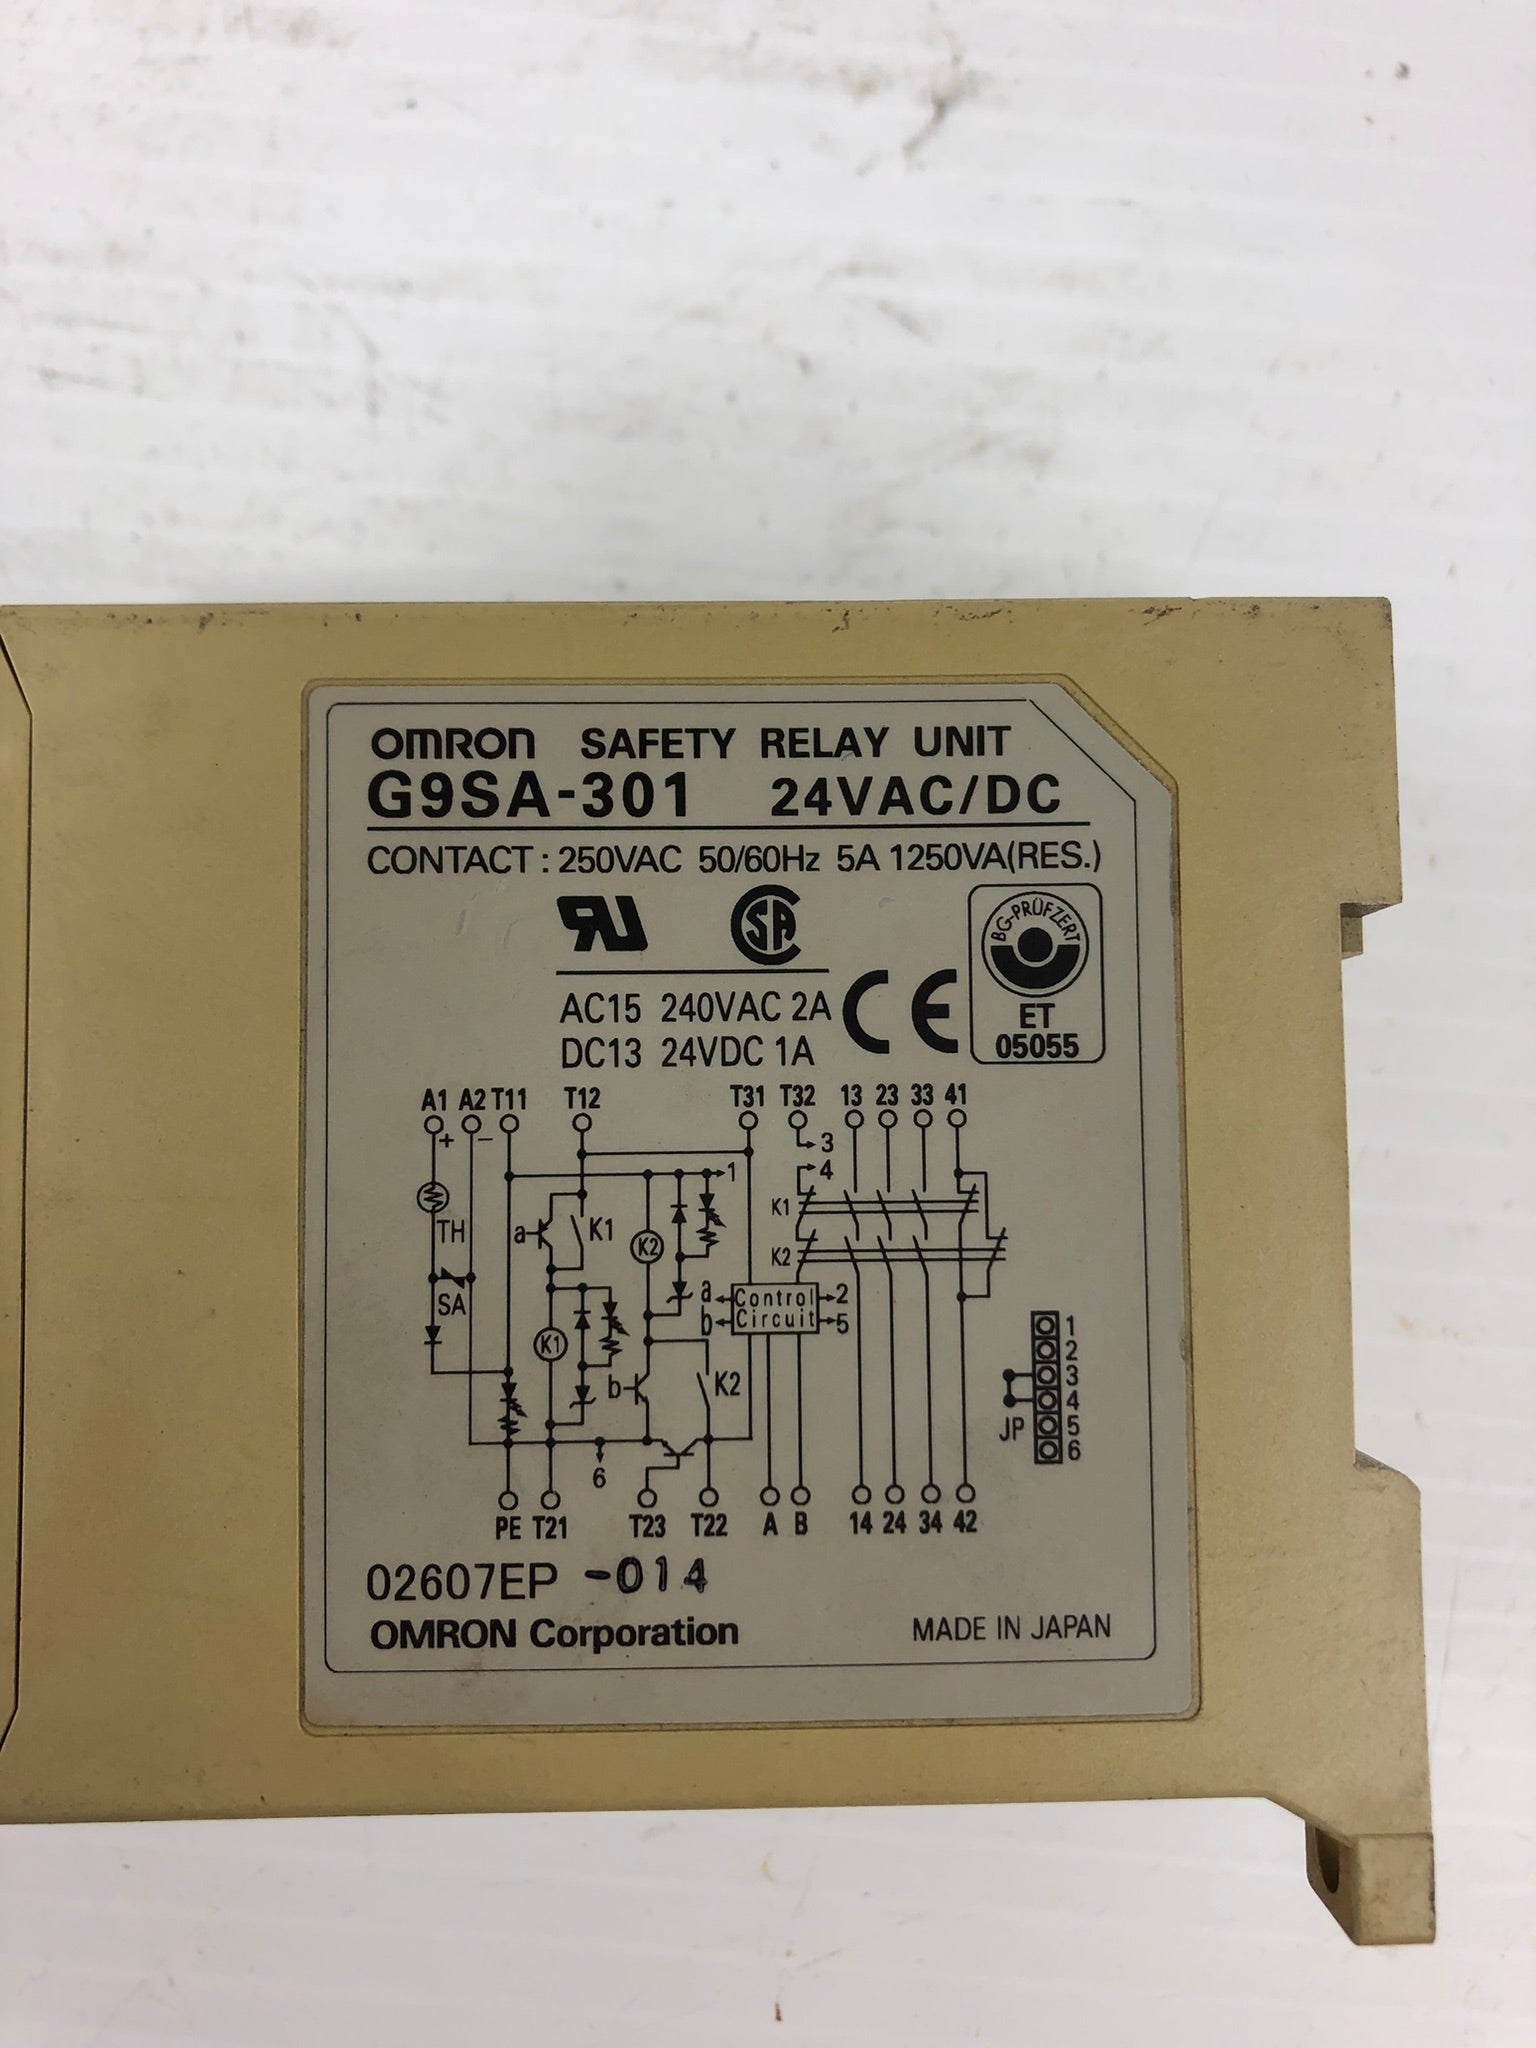 OMRON SAFETY RELAY UNIT
G9SA-301 24VAC/DC
CONTACT : 250VAC 50/60Hz 5A 1250VA(RES.)
RU SA
BG-PRÜFZERT
AC15 240VAC 2A CE ET
DC13 24VDC 1A 05055
A1 A2 T11 T12 T31 T32 13 23 33 41
+ − 3
1 4
K1
TH a K1 K2
K2
SA a Control 2
b Circuit 5
K1
1
2
3
4
5
6
JP
b K2
6
PE T21 T23 T22 A B 14 24 34 42
02607EP -014
OMRON Corporation MADE IN JAPAN